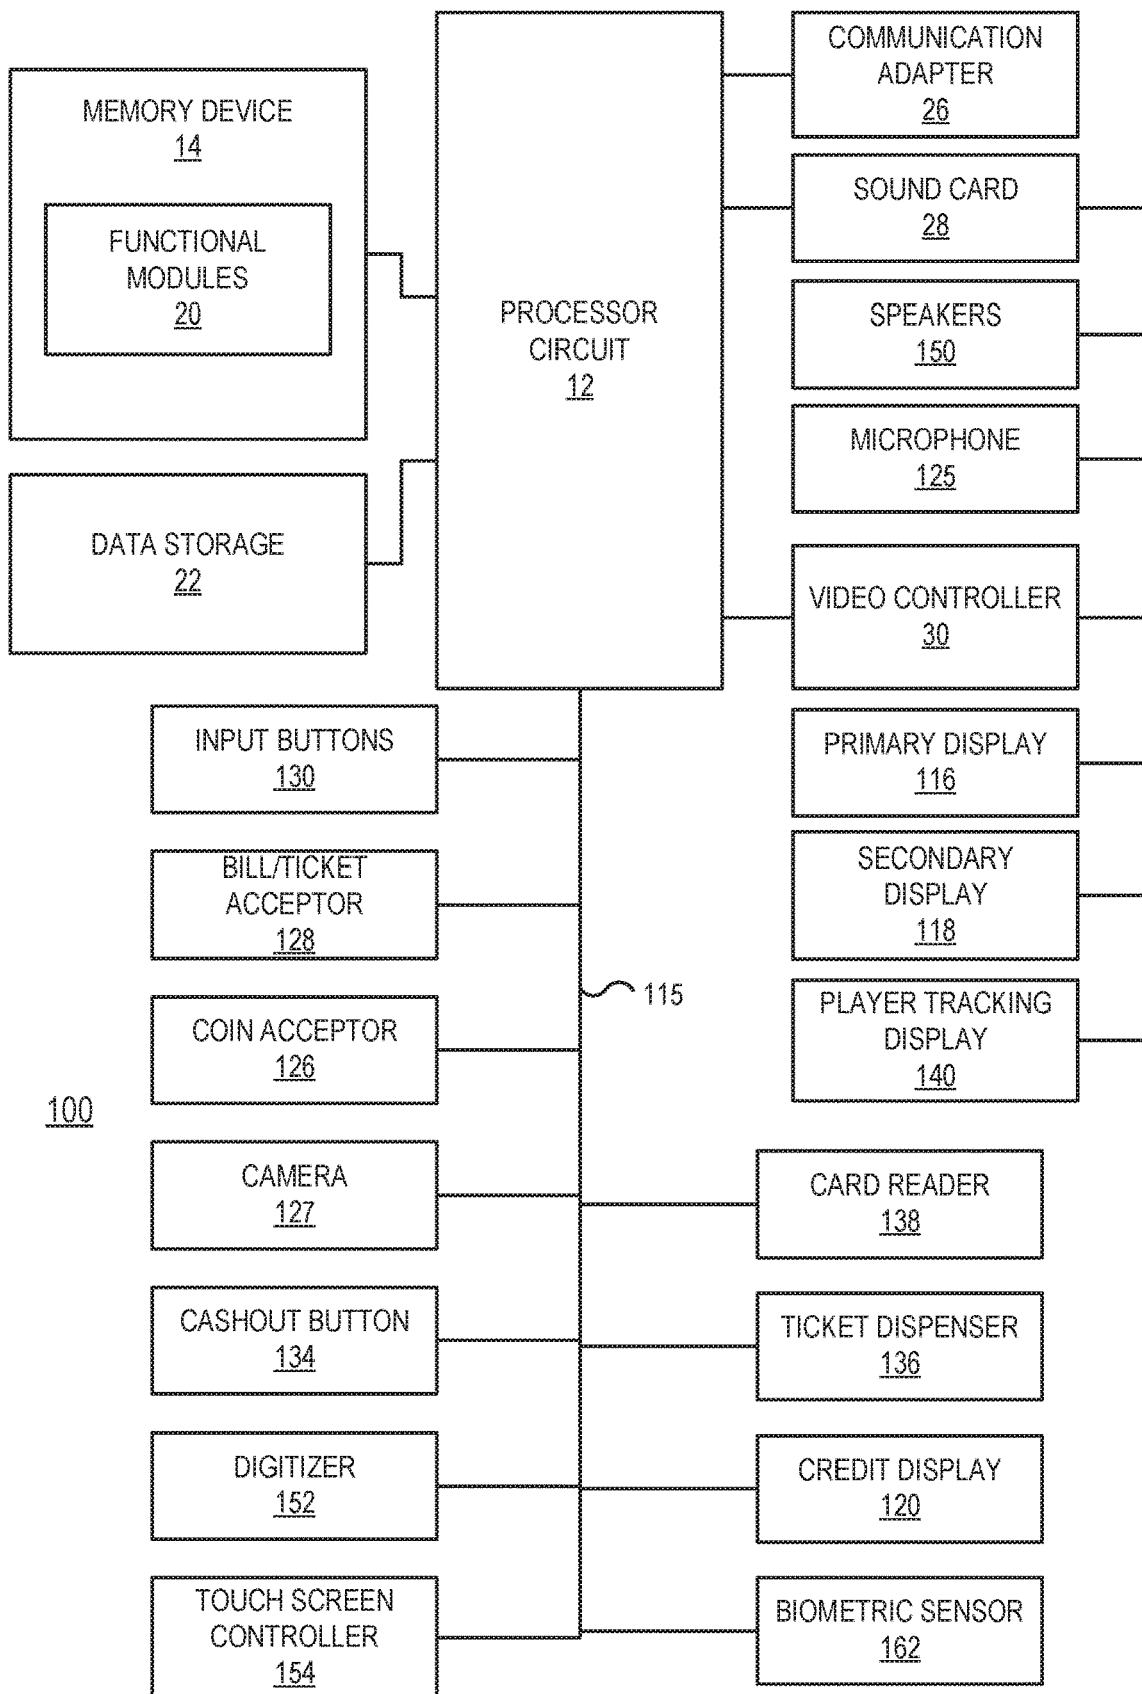 MEMORY DEVICE
14
FUNCTIONAL
MODULES
20
DATA STORAGE
22
PROCESSOR
CIRCUIT
12
COMMUNICATION
ADAPTER
26
SOUND CARD
28
SPEAKERS
150
MICROPHONE
125
VIDEO CONTROLLER
30
PRIMARY DISPLAY
116
SECONDARY
DISPLAY
118
PLAYER TRACKING
DISPLAY
140
INPUT BUTTONS
130
BILL/TICKET
ACCEPTOR
128
COIN ACCEPTOR
126
CAMERA
127
CASHOUT BUTTON
134
DIGITIZER
152
TOUCH SCREEN
CONTROLLER
154
115
100
CARD READER
138
TICKET DISPENSER
136
CREDIT DISPLAY
120
BIOMETRIC SENSOR
162